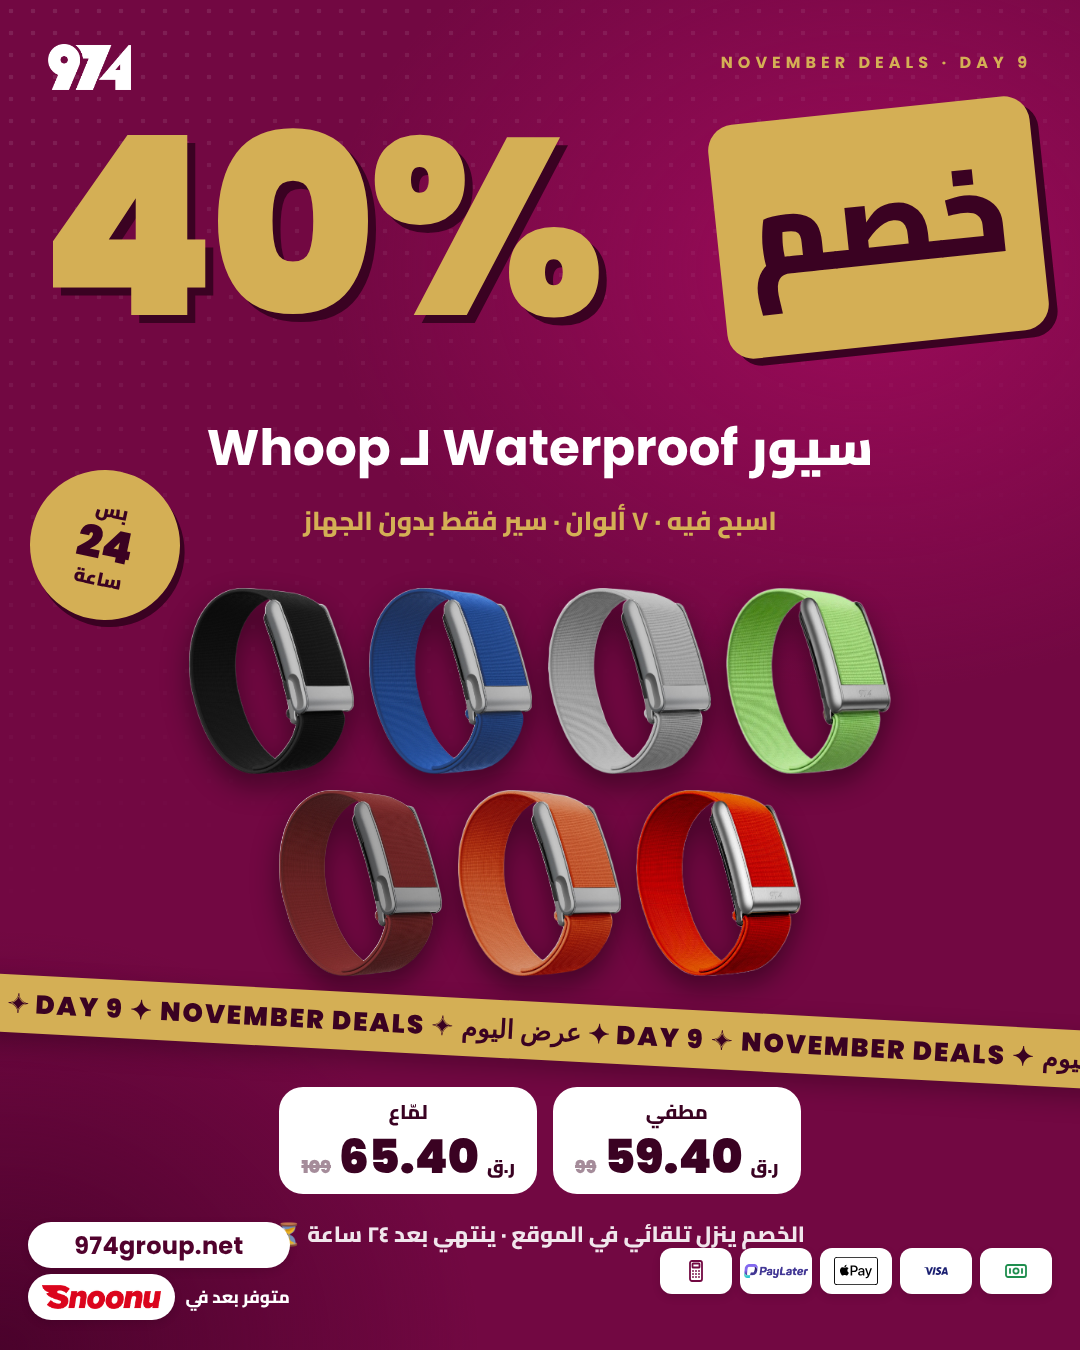 974
NOVEMBER DEALS · DAY 9
40%
خصم
سيور Waterproof لـ Whoop
اسبح فيه · ٧ ألوان · سير فقط بدون الجهاز
بس
24
ساعة
974
974
✦ DAY 9 ✦ NOVEMBER DEALS ✦ عرض اليوم ✦ DAY 9 ✦ NOVEMBER DEALS ✦
مطفي
ر.ق 59.40 99
لمّاع
ر.ق 65.40 109
الخصم ينزل تلقائي في الموقع · ينتهي بعد ٢٤ ساعة ⏳
974group.net
متوفر بعد في Snoonu
PayLater
Pay
VISA